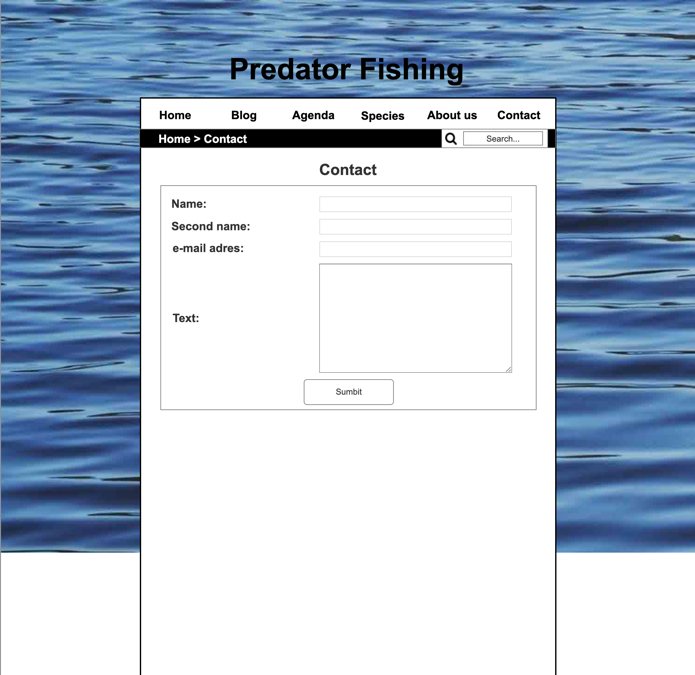 Predator Fishing
Home Blog Agenda Species About us Contact
Home > Contact Search...
Contact
Name:
Second name:
e-mail adres:
Text:
Sumbit